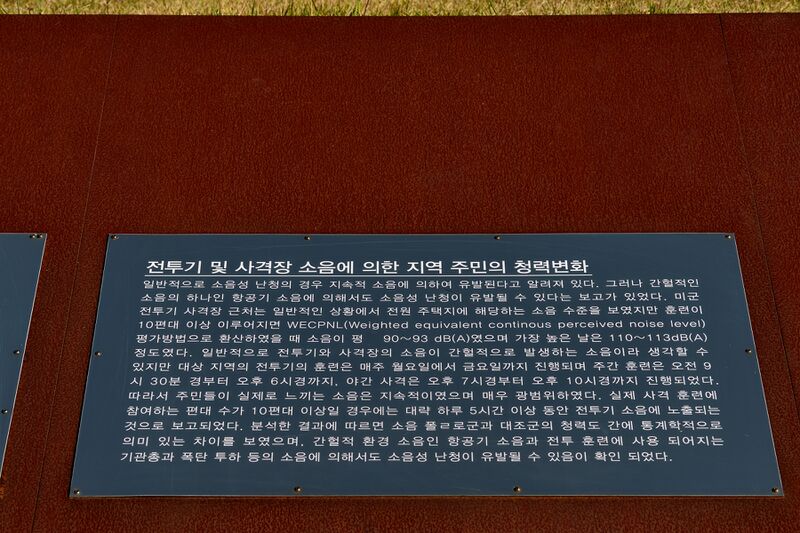 전투기 및 사격장 소음에 의한 지역 주민의 청력변화
일반적으로 소음성 난청의 경우 지속적 소음에 의하여 유발된다고 알려져 있다. 그러나 간헐적인
소음의 하나인 항공기 소음에 의해서도 소음성 난청이 유발될 수 있다는 보고가 있었다. 미군
전투기 사격장 근처는 일반적인 상황에서 전원 주택지에 해당하는 소음 수준을 보였지만 훈련이
10편대 이상 이루어지면 WECPNL(Weighted equivalent continous perceived noise level)
평가방법으로 환산하였을 때 소음이 평 90~93 dB(A)였으며 가장 높은 날은 110~113dB(A)
정도였다. 일반적으로 전투기와 사격장의 소음이 간헐적으로 발생하는 소음이라 생각할 수
있지만 대상 지역의 전투기의 훈련은 매주 월요일에서 금요일까지 진행되며 주간 훈련은 오전 9
시 30분 경부터 오후 6시경까지, 야간 사격은 오후 7시경부터 오후 10시경까지 진행되었다.
따라서 주민들이 실제로 느끼는 소음은 지속적이였으며 매우 광범위하였다. 실제 사격 훈련에
참여하는 편대 수가 10편대 이상일 경우에는 대략 하루 5시간 이상 동안 전투기 소음에 노출되는
것으로 보고되었다. 분석한 결과에 따르면 소음 폴ㄹ로군과 대조군의 청력도 간에 통계학적으로
의미 있는 차이를 보였으며, 간헐적 환경 소음인 항공기 소음과 전투 훈련에 사용 되어지는
기관총과 폭탄 투하 등의 소음에 의해서도 소음성 난청이 유발될 수 있음이 확인 되었다.